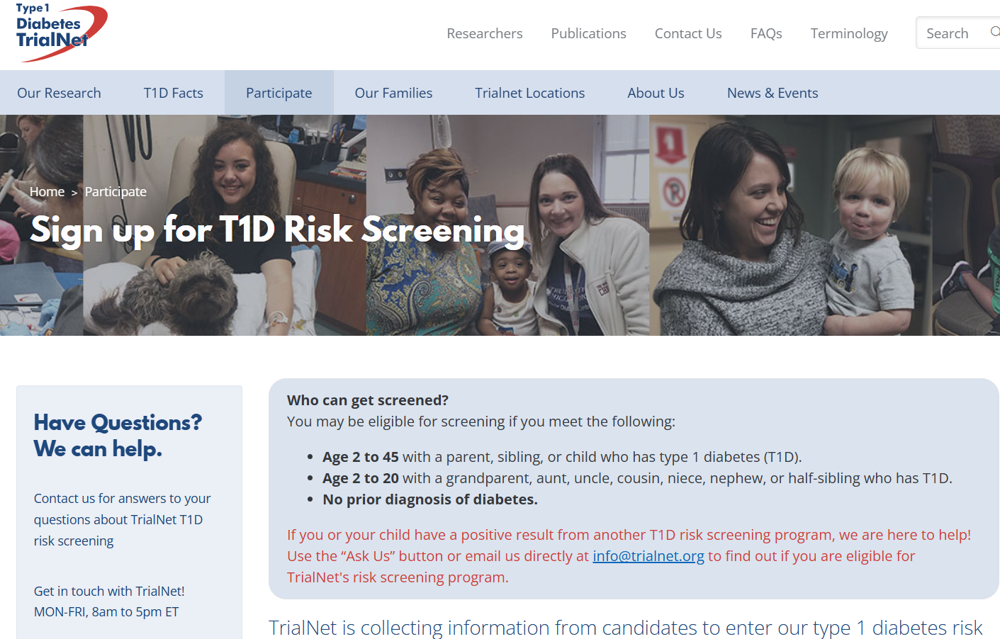 Type 1
Diabetes
TrialNet
Researchers
Publications
Contact Us
FAQs
Terminology
Search
Our Research
T1D Facts
Participate
Our Families
Trialnet Locations
About Us
News & Events
Home > Participate
Sign up for T1D Risk Screening
Have Questions?
We can help.
Contact us for answers to your
questions about TrialNet T1D
risk screening
Get in touch with TrialNet!
MON-FRI, 8am to 5pm ET
Who can get screened?
You may be eligible for screening if you meet the following:
• Age 2 to 45 with a parent, sibling, or child who has type 1 diabetes (T1D).
• Age 2 to 20 with a grandparent, aunt, uncle, cousin, niece, nephew, or half-sibling who has T1D.
• No prior diagnosis of diabetes.
If you or your child have a positive result from another T1D risk screening program, we are here to help!
Use the “Ask Us” button or email us directly at info@trialnet.org to find out if you are eligible for
TrialNet's risk screening program.
TrialNet is collecting information from candidates to enter our type 1 diabetes risk